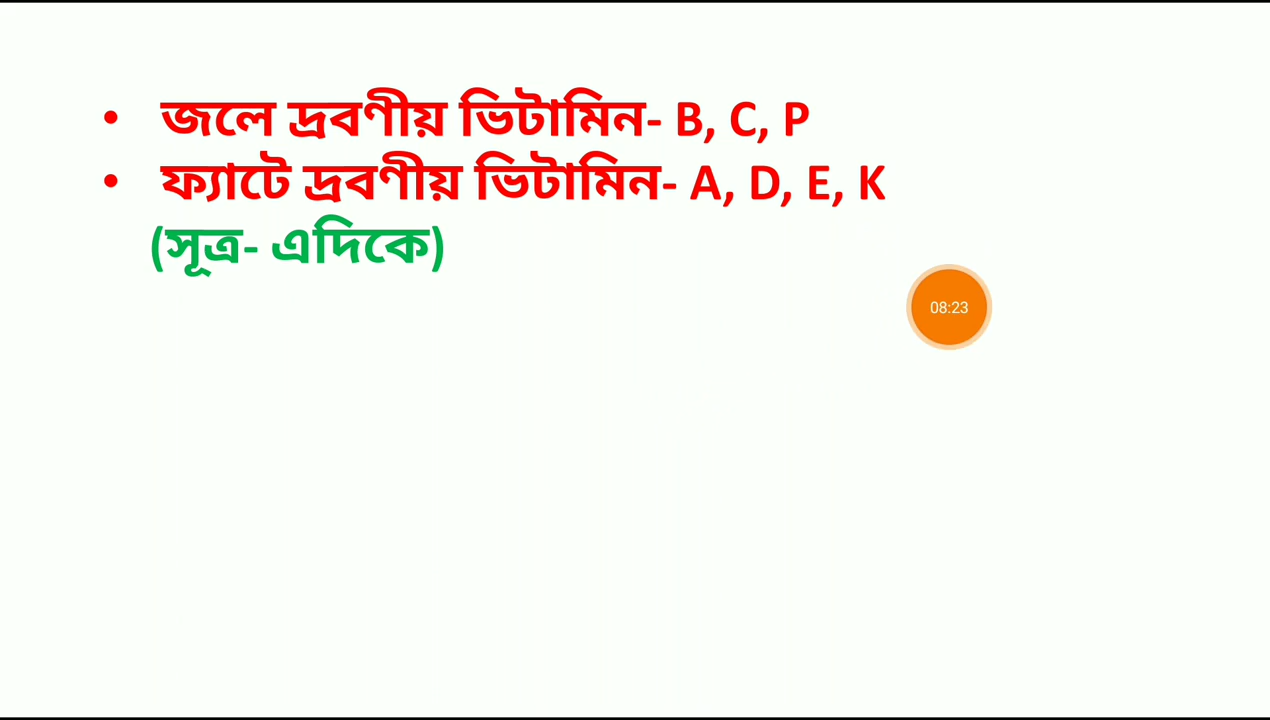 • জলে দ্রবণীয় ভিটামিন- B, C, P
• ফ্যাটে দ্রবণীয় ভিটামিন- A, D, E, K
(সূত্র- এদিকে)
08:23